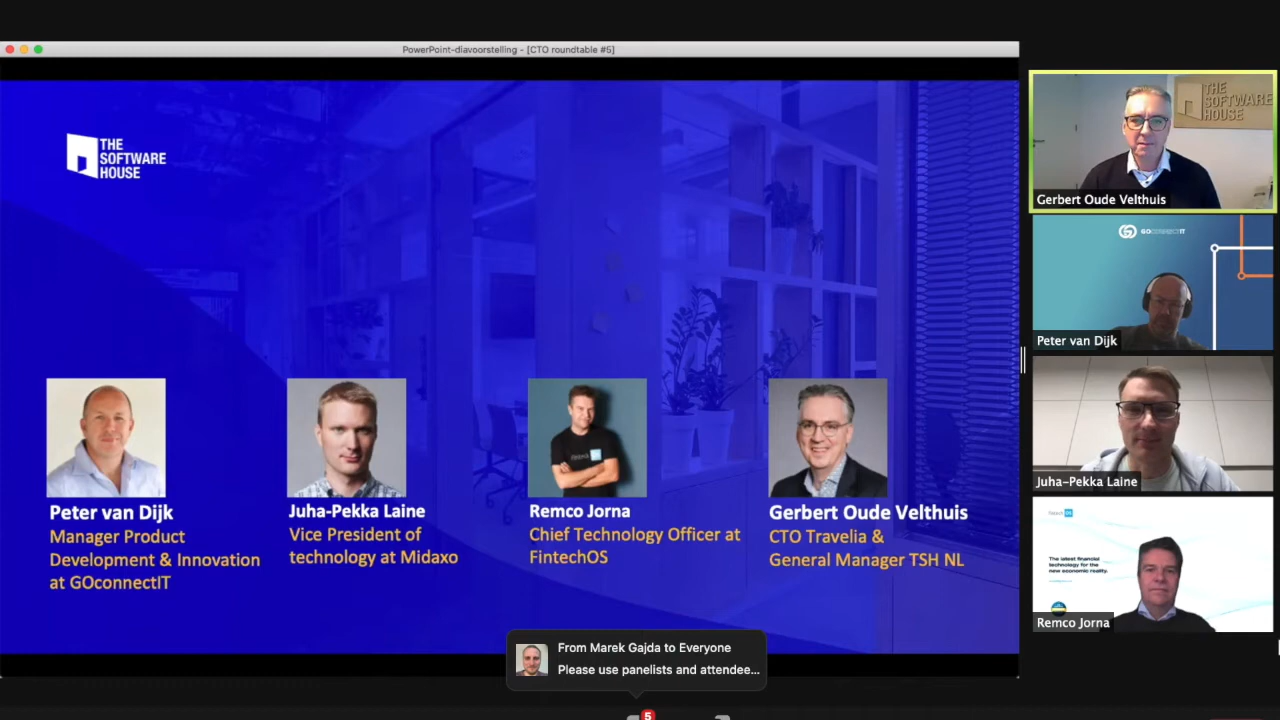 PowerPoint-diavoorstelling - [CTO roundtable #5]
THE
SOFTWARE
HOUSE
Peter van Dijk
Manager Product
Development & Innovation
at GOconnectIT
Juha-Pekka Laine
Vice President of
technology at Midaxo
Remco Jorna
Chief Technology Officer at
FintechOS
Gerbert Oude Velthuis
CTO Travelia &
General Manager TSH NL
From Marek Gajda to Everyone
Please use panelists and attendee...
5
THE
SOFTWARE
HOUSE
Gerbert Oude Velthuis
GOCONNECTIT
Peter van Dijk
Juha-Pekka Laine
Fintech OS
The latest financial
technology for the
new economic reality.
Remco Jorna